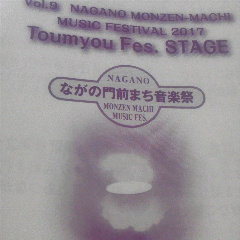 Vol.9 NAGANO MONZEN-MACHI
MUSIC FESTIVAL 2017
Toumyou Fes. STAGE
NAGANO
ながの門前まち音楽祭
MONZEN MACHI
MUSIC FES.